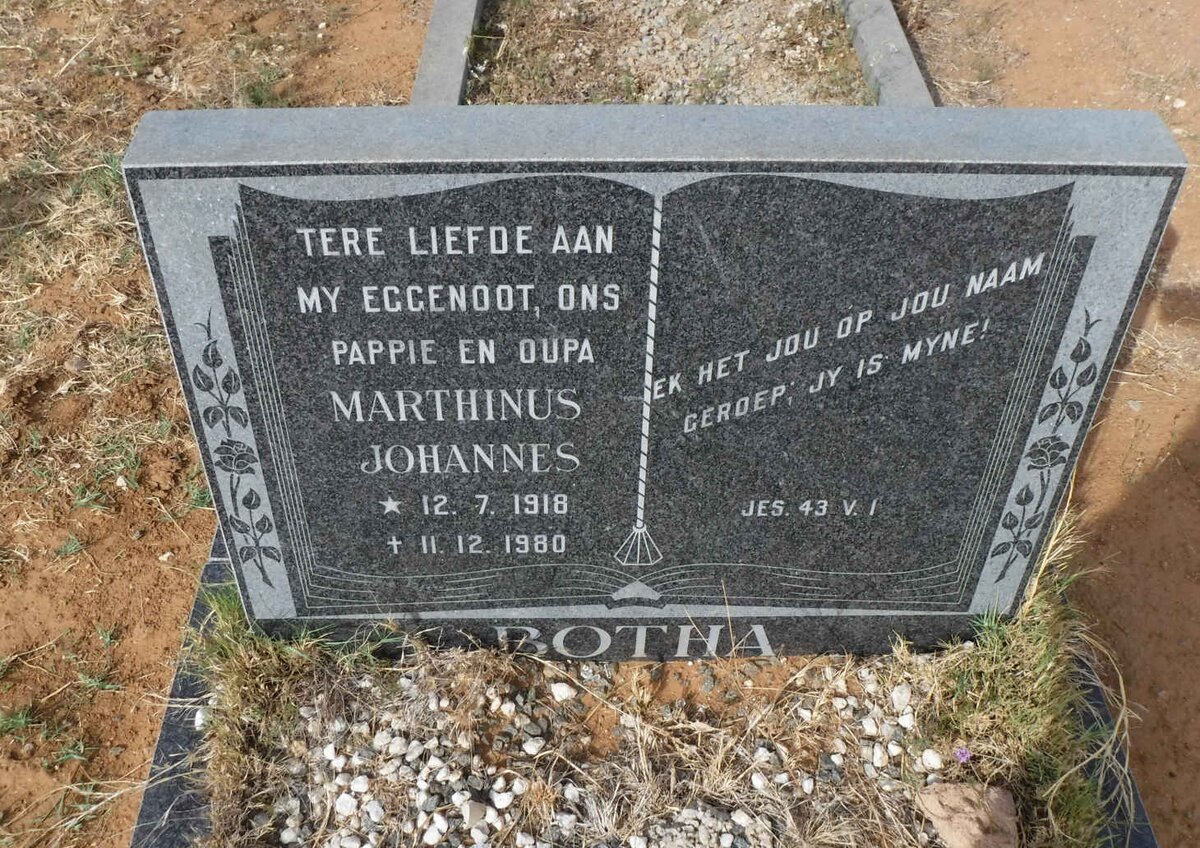 TERE LIEFDE AAN
MY EGGENOOT, ONS
PAPPIE EN OUPA
MARTHINUS
JOHANNES
★ 12. 7. 1918
✝ 11. 12. 1980
EK HET JOU OP JOU NAAM
GEROEP; JY IS MYNE!
JES. 43 V. 1
BOTHA